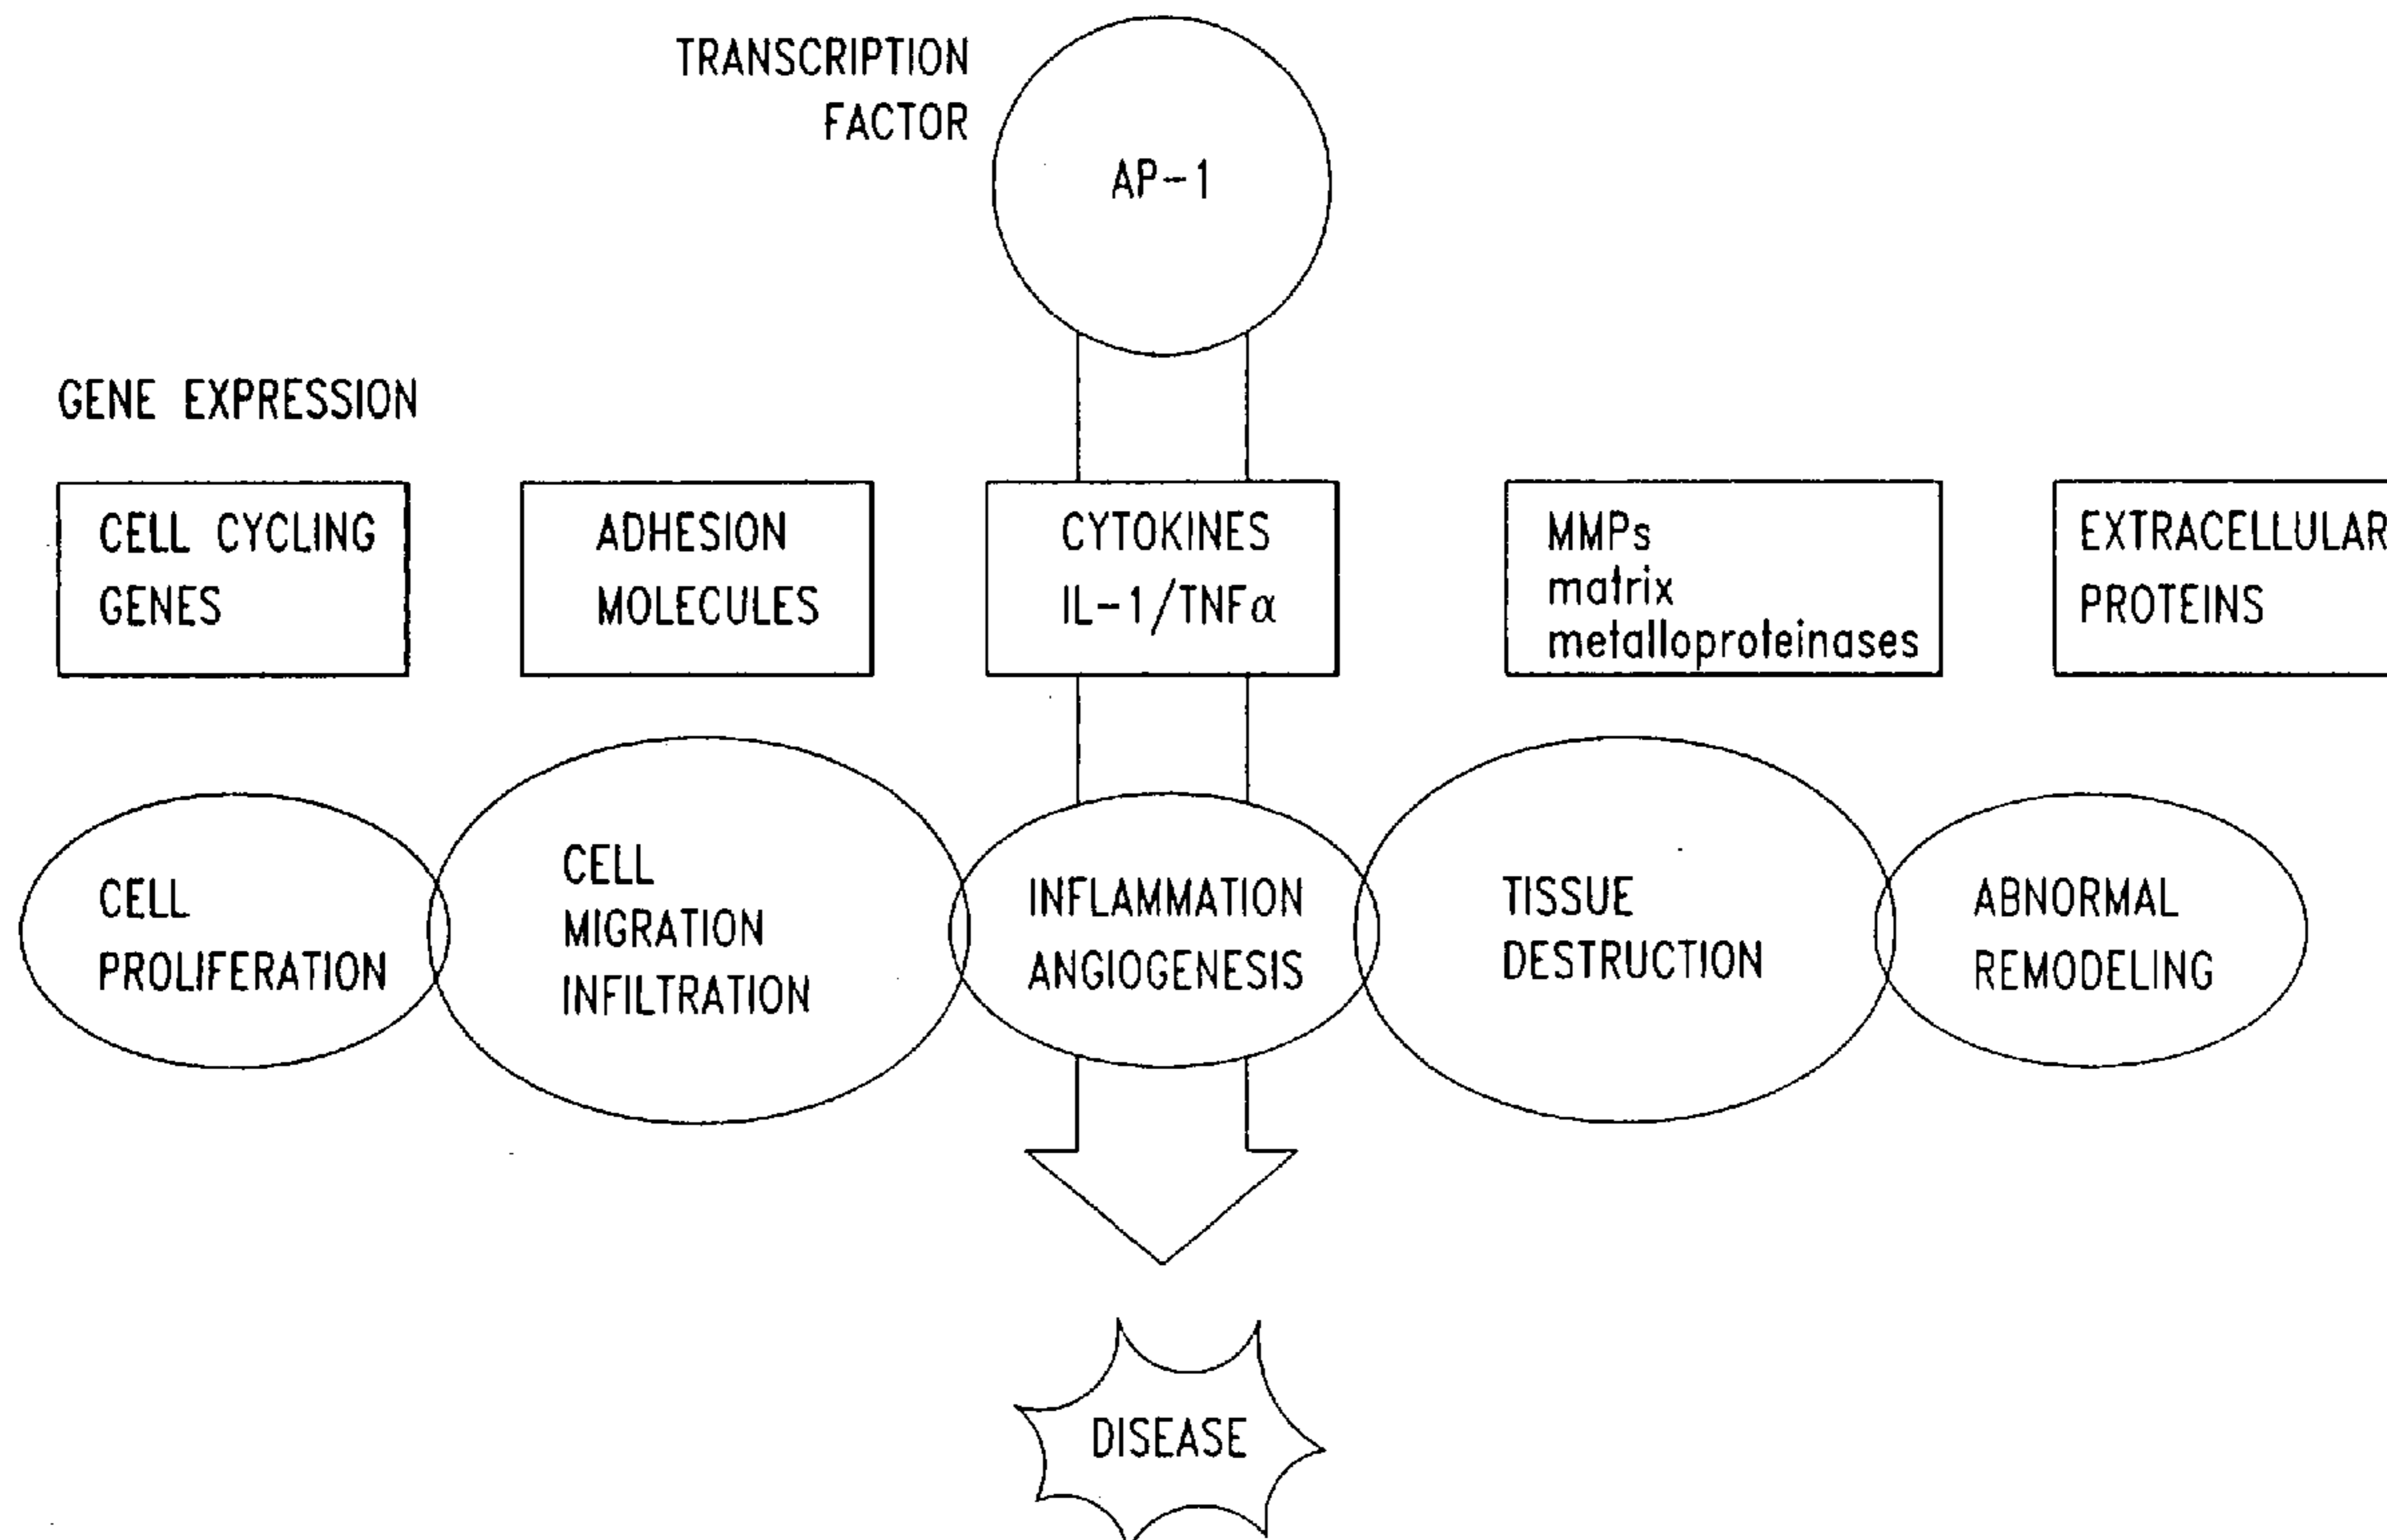 TRANSCRIPTION
FACTOR
AP-1
GENE EXPRESSION
CELL CYCLING
GENES
ADHESION
MOLECULES
CYTOKINES
IL-1/TNFα
MMPs
matrix
metalloproteinases
EXTRACELLULAR
PROTEINS
CELL
PROLIFERATION
CELL
MIGRATION
INFILTRATION
INFLAMMATION
ANGIOGENESIS
TISSUE
DESTRUCTION
ABNORMAL
REMODELING
DISEASE